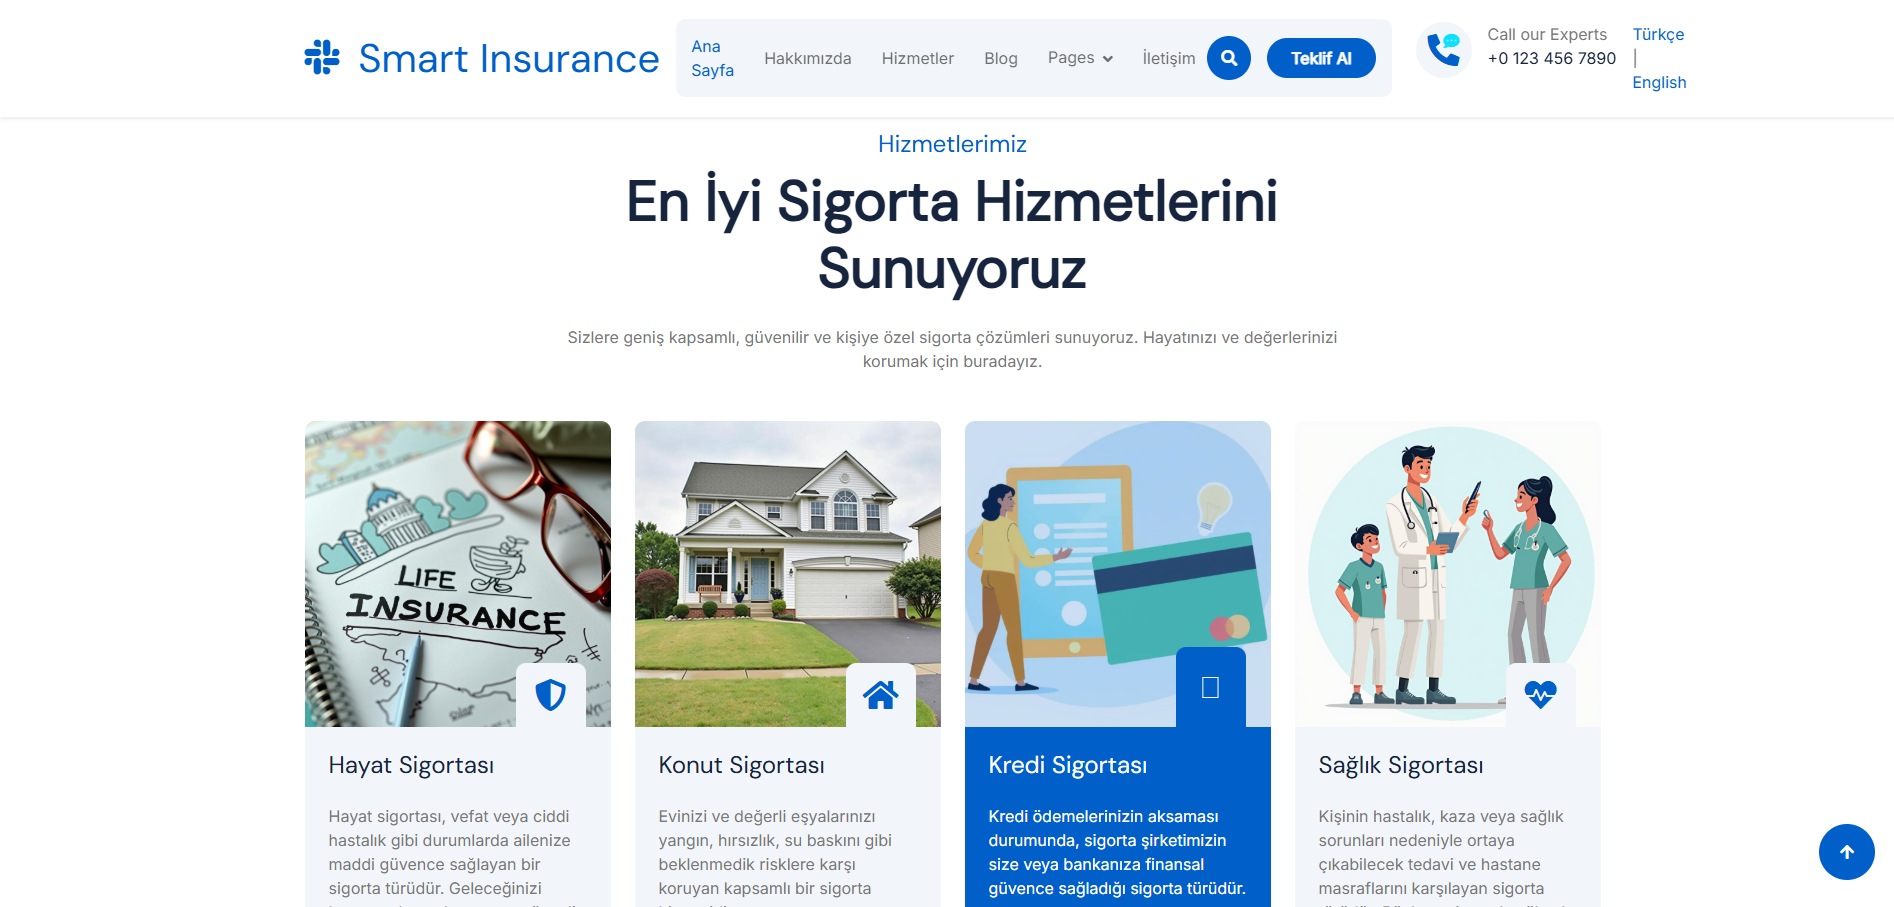 Smart Insurance
Ana
Sayfa
Hakkımızda
Hizmetler
Blog
Pages
İletişim
Teklif Al
Call our Experts
+0 123 456 7890
Türkçe
|
English
Hizmetlerimiz
En İyi Sigorta Hizmetlerini
Sunuyoruz
Sizlere geniş kapsamlı, güvenilir ve kişiye özel sigorta çözümleri sunuyoruz. Hayatınızı ve değerlerinizi
korumak için buradayız.
LIFE
INSURANCE
Hayat Sigortası
Hayat sigortası, vefat veya ciddi
hastalık gibi durumlarda ailenize
maddi güvence sağlayan bir
sigorta türüdür. Geleceğinizi
Konut Sigortası
Evinizi ve değerli eşyalarınızı
yangın, hırsızlık, su baskını gibi
beklenmedik risklere karşı
koruyan kapsamlı bir sigorta
Kredi Sigortası
Kredi ödemelerinizin aksaması
durumunda, sigorta şirketimizin
size veya bankanıza finansal
güvence sağladığı sigorta türüdür.
Sağlık Sigortası
Kişinin hastalık, kaza veya sağlık
sorunları nedeniyle ortaya
çıkabilecek tedavi ve hastane
masraflarını karşılayan sigorta